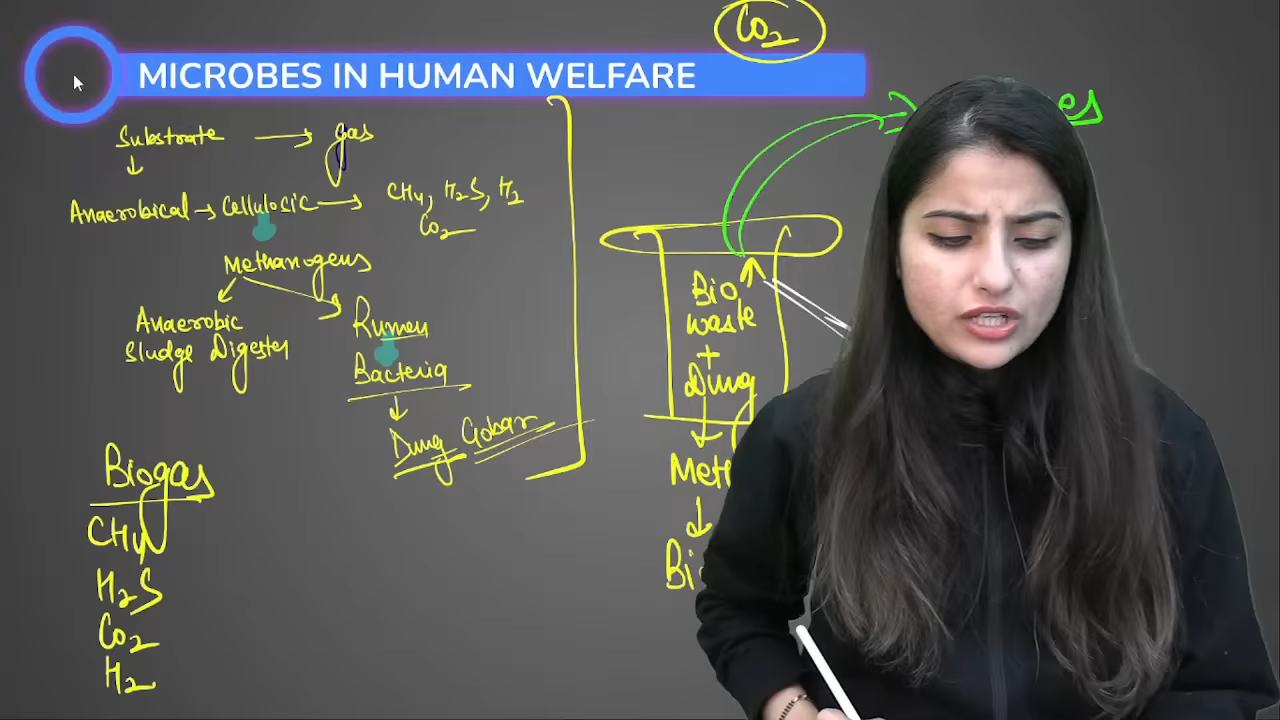 CO2
MICROBES IN HUMAN WELFARE
Substrate → gas
↓
Anaerobical → Cellulosic → CH4, H2S, H2
CO2
Methanogens
Anaerobic
Sludge Digester
Rumen
Bacteria
↓
Dung Gobar
Biogas
CH4
H2S
CO2
H2
Bio
waste
+
Dung
↓